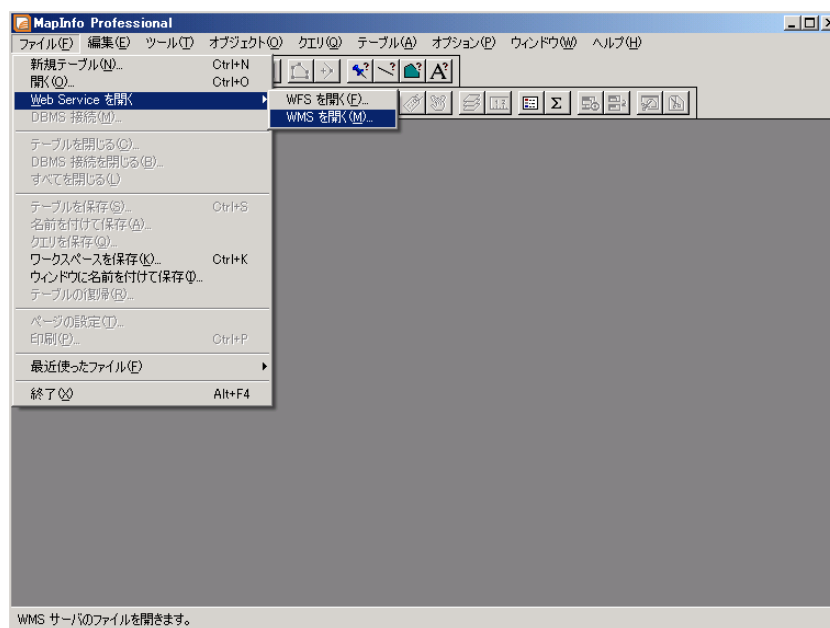 MapInfo Professional
ファイル(F) 編集(E) ツール(T) オブジェクト(O) クエリ(Q) テーブル(A) オプション(P) ウィンドウ(W) ヘルプ(H)
新規テーブル(N)... Ctrl+N
開く(O)... Ctrl+O
Web Service を開く
WFS を開く(F)...
DBMS 接続(M)...
WMS を開く(M)...
テーブルを閉じる(C)...
DBMS 接続を閉じる(B)...
すべてを閉じる(L)
テーブルを保存(S)... Ctrl+S
名前を付けて保存(A)...
クエリを保存(Q)...
ワークスペースを保存(K)... Ctrl+K
ウィンドウに名前を付けて保存(I)...
テーブルの復帰(R)...
ページの設定(T)...
印刷(P)... Ctrl+P
最近使ったファイル(F)
終了(X) Alt+F4
WMS サーバのファイルを開きます。